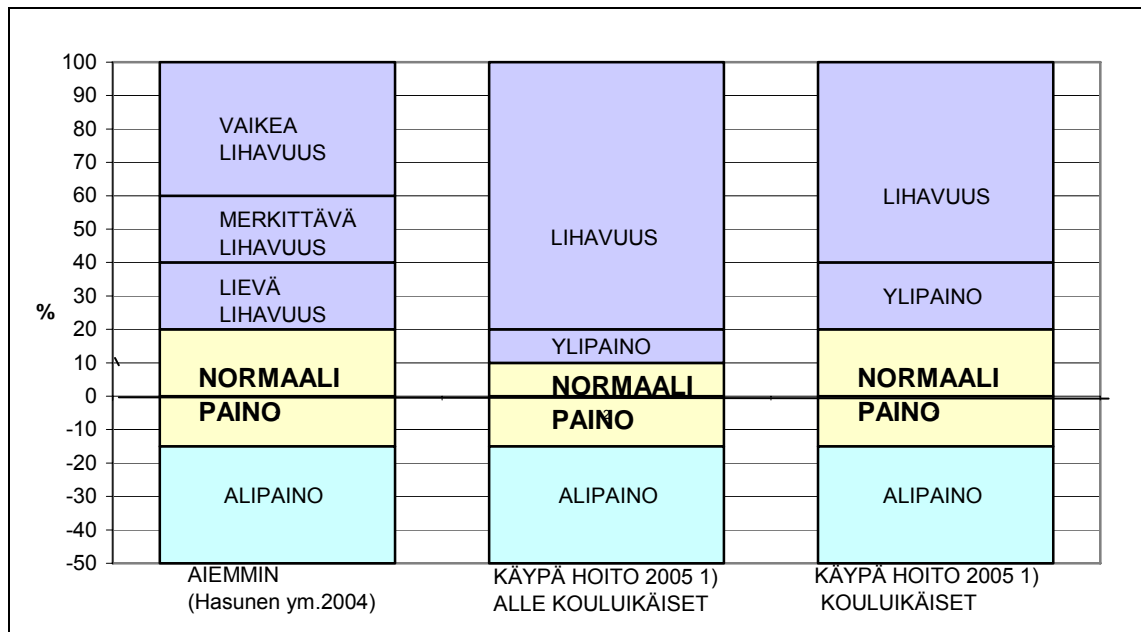 100
90
80
70
60
50
40
30
20
10
0
-10
-20
-30
-40
-50
%
VAIKEA
LIHAVUUS
MERKITTÄVÄ
LIHAVUUS
LIEVÄ
LIHAVUUS
NORMAALI
PAINO
ALIPAINO
AIEMMIN
(Hasunen ym.2004)
LIHAVUUS
YLIPAINO
NORMAALI
PAINO
ALIPAINO
KÄYPÄ HOITO 2005 1)
ALLE KOULUIKÄISET
LIHAVUUS
YLIPAINO
NORMAALI
PAINO
ALIPAINO
KÄYPÄ HOITO 2005 1)
KOULUIKÄISET